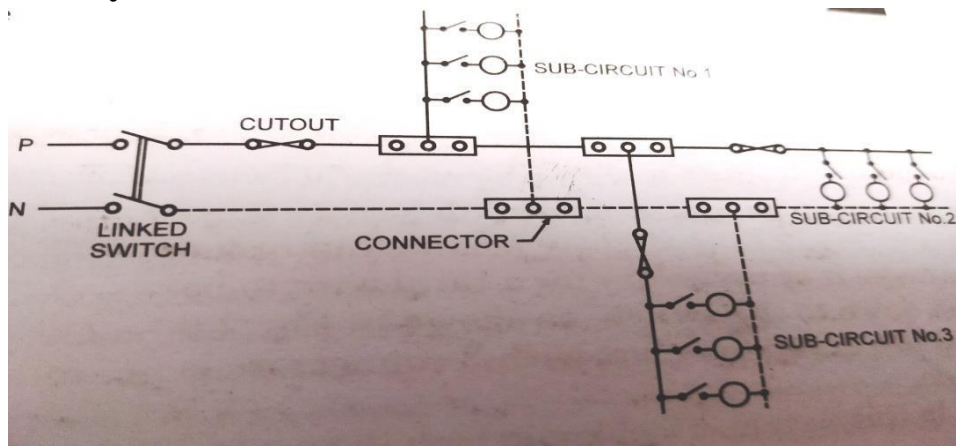 SUB-CIRCUIT No.1
CUTOUT
P
N
LINKED
SWITCH
CONNECTOR
SUB-CIRCUIT No.2
SUB-CIRCUIT No.3